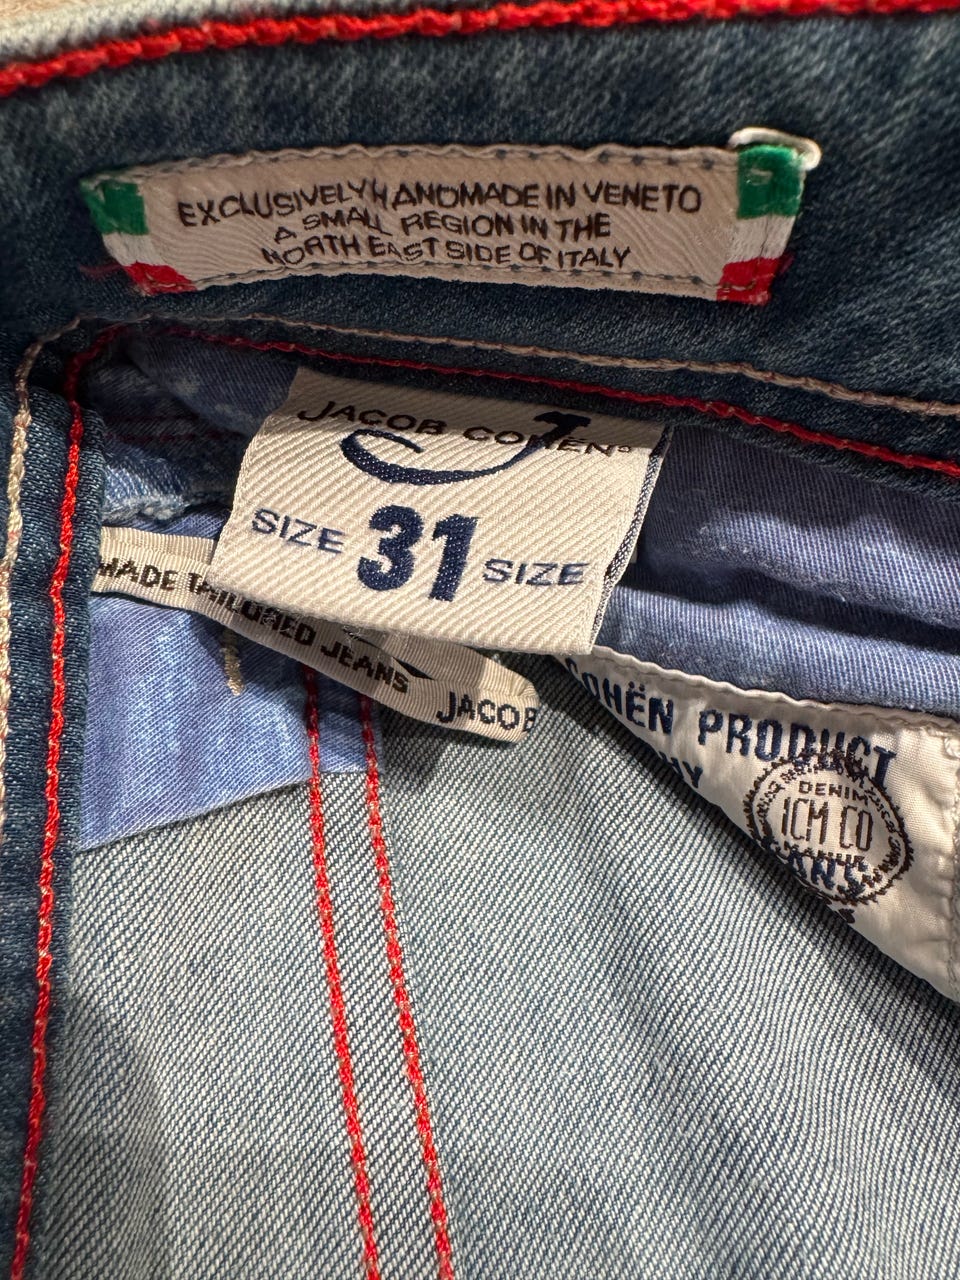 EXCLUSIVELY HANDMADE IN VENETO
A SMALL REGION IN THE
NORTH EAST SIDE OF ITALY
JACOB COHËN
SIZE 31 SIZE
MADE TAILORED JEANS JACOB
COHËN PRODUCT
DENIM
ICM CO